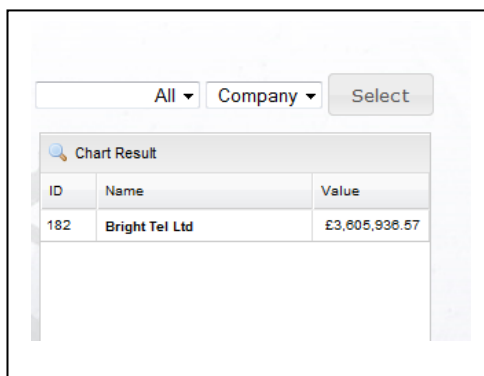 All Company Select
Chart Result
ID Name Value
182 Bright Tel Ltd £3,605,936.57